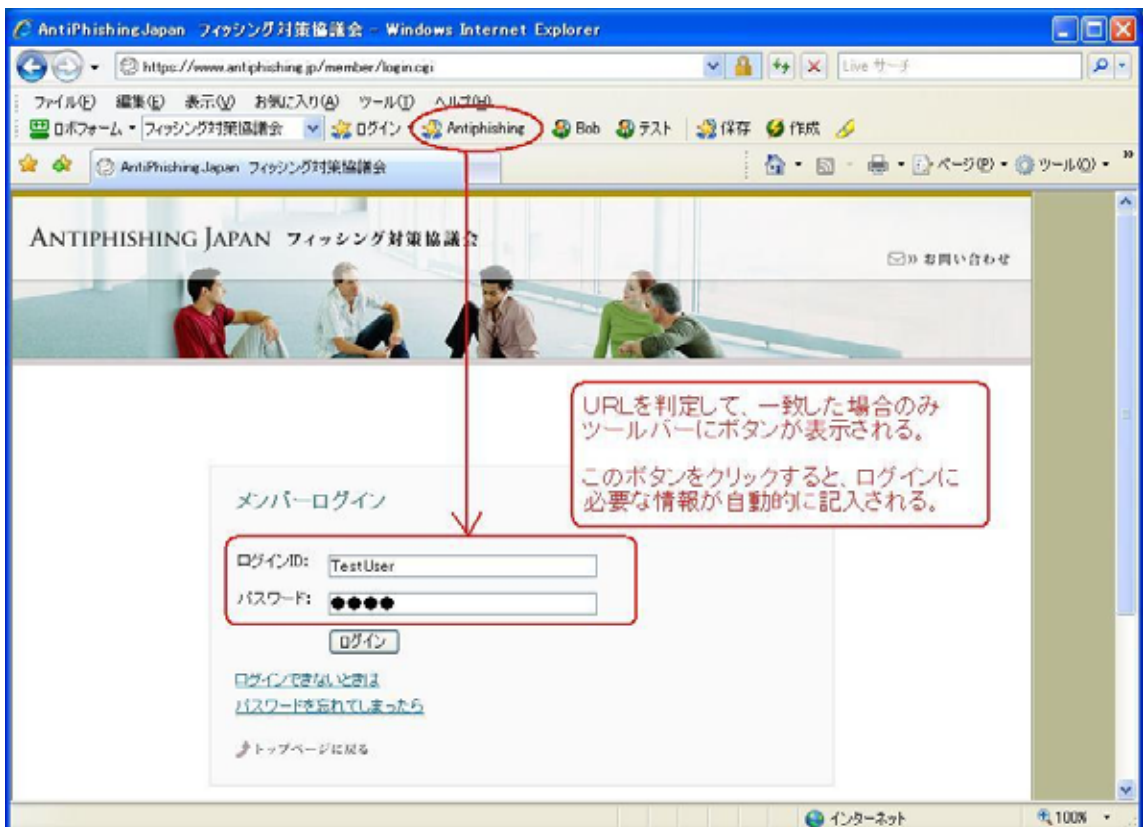 AntiPhishingJapan フィッシング対策協議会 - Windows Internet Explorer
https://www.antiphishing.jp/member/login.cgi
Live サーチ
ファイル(F) 編集(E) 表示(V) お気に入り(A) ツール(T) ヘルプ(H)
ロボフォーム フィッシング対策協議会 ログイン Antiphishing Bob テスト 保存 作成
AntiPhishingJapan フィッシング対策協議会 ページ(P) ツール(O) »
ANTIPHISHING JAPAN フィッシング対策協議会
» お問い合わせ
URLを判定して、一致した場合のみ
ツールバーにボタンが表示される。
このボタンをクリックすると、ログインに
必要な情報が自動的に記入される。
メンバーログイン
ログインID: TestUser
パスワード: ●●●●
ログイン
ログインできないときは
パスワードを忘れてしまったら
トップページに戻る
インターネット 100%